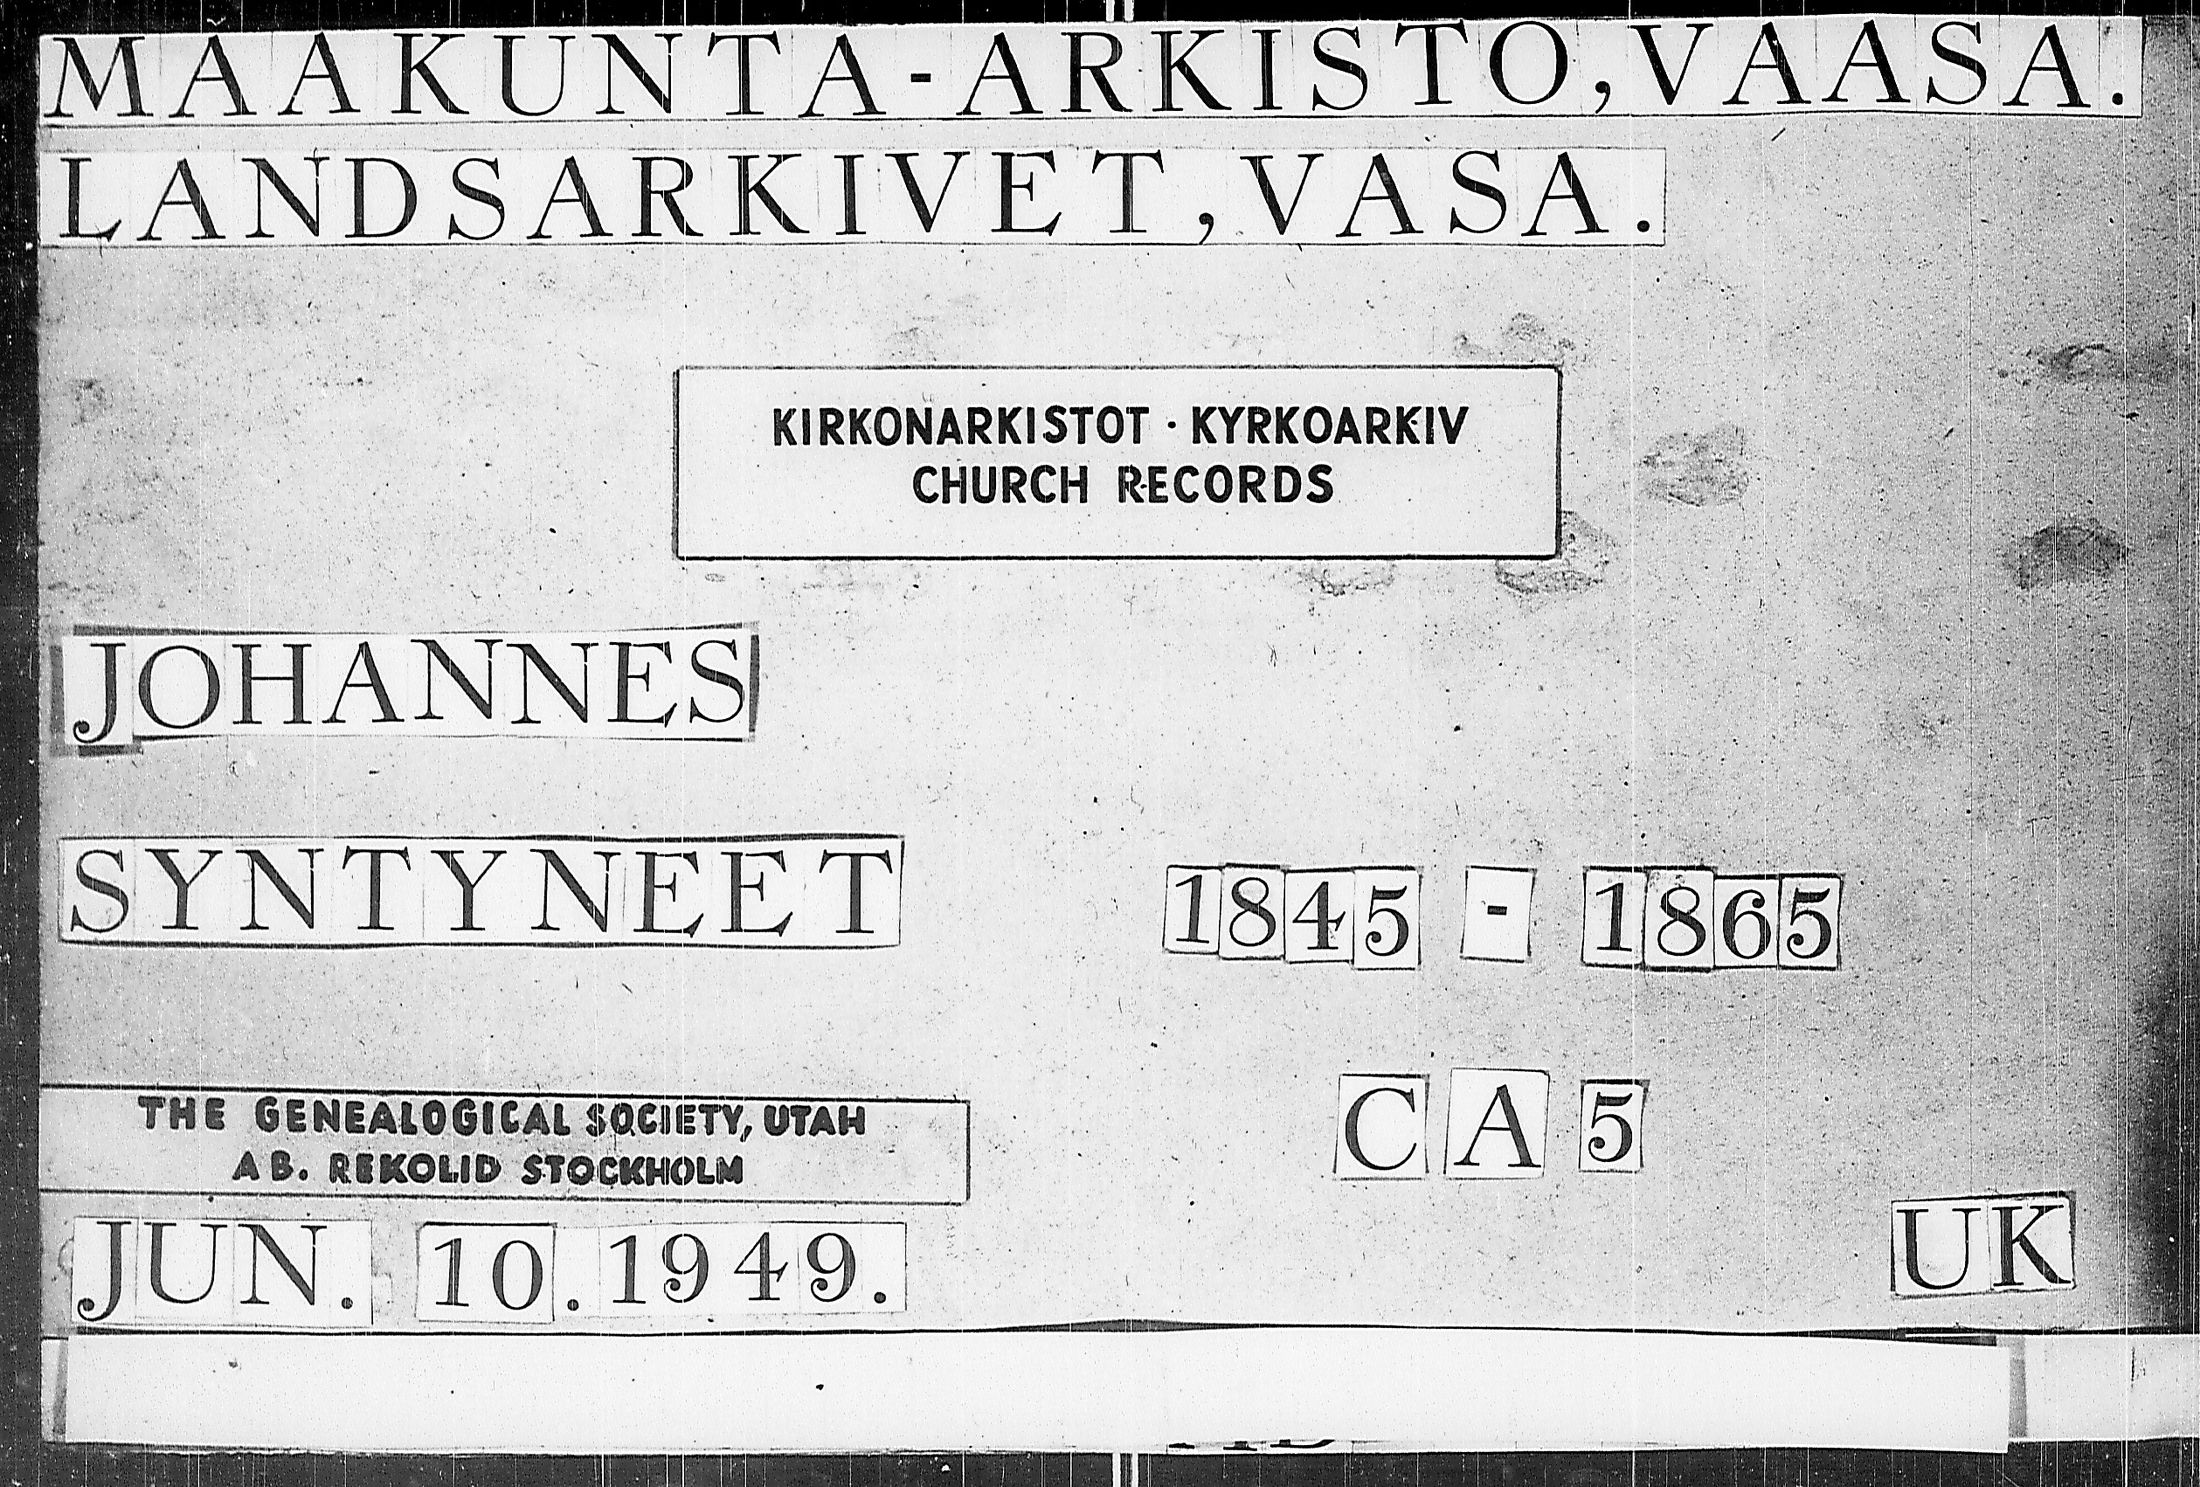 MAAKUNTA-ARKISTO, VAASA.
LANDSARKIVET, VASA.
KIRKONARKISTOT · KYRKOARKIV
CHURCH RECORDS
JOHANNES
SYNTYNEET 1845 - 1865
CA 5
THE GENEALOGICAL SOCIETY, UTAH
AB. REKOLID STOCKHOLM
JUN. 10. 1949.
UK